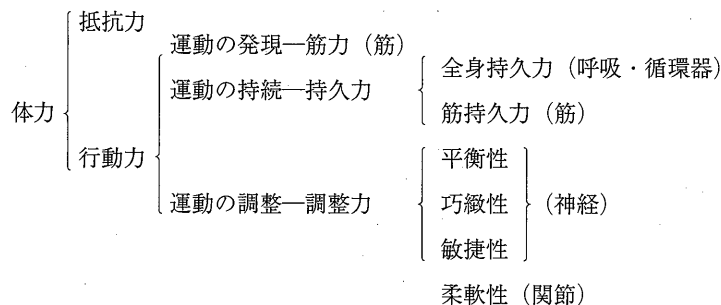 抵抗力
運動の発現―筋力（筋）
全身持久力（呼吸・循環器）
運動の持続―持久力
筋持久力（筋）
体力
行動力
平衡性
運動の調整―調整力
巧緻性
（神経）
敏捷性
柔軟性（関節）